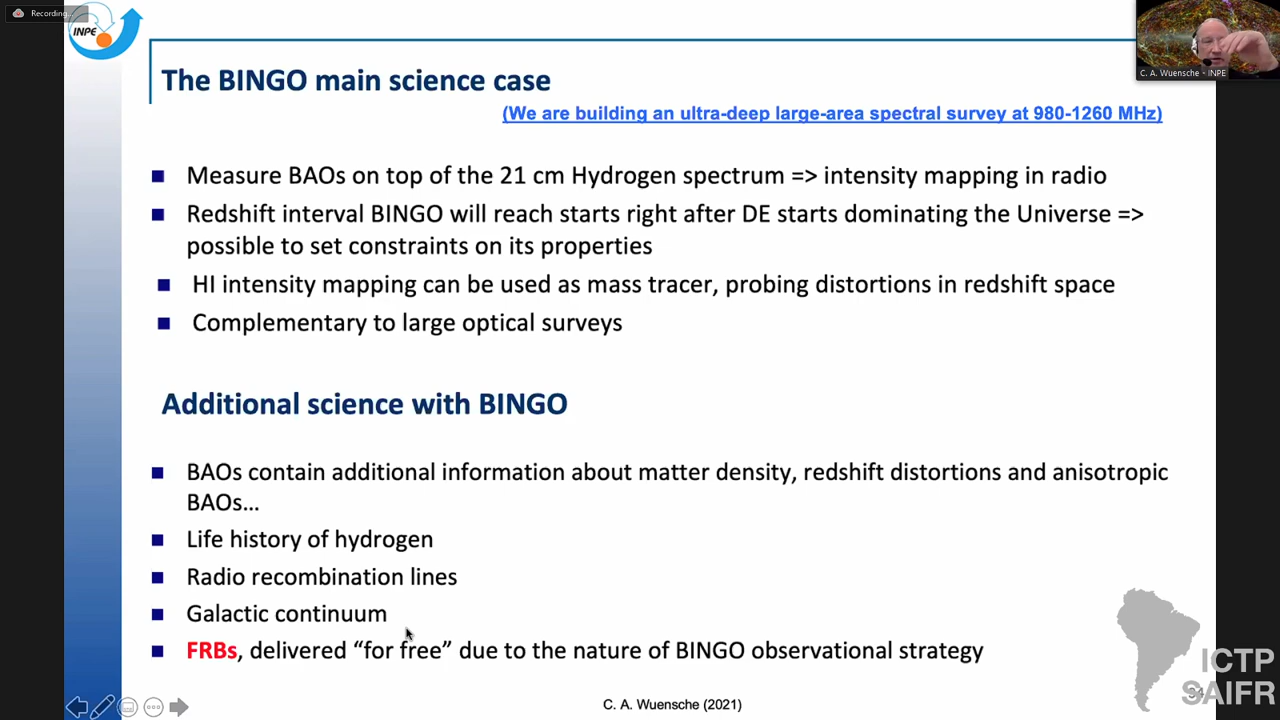 Recording...
INPE
C. A. Wuensche - INPE
The BINGO main science case
(We are building an ultra-deep large-area spectral survey at 980-1260 MHz)
Measure BAOs on top of the 21 cm Hydrogen spectrum => intensity mapping in radio
Redshift interval BINGO will reach starts right after DE starts dominating the Universe =>
possible to set constraints on its properties
HI intensity mapping can be used as mass tracer, probing distortions in redshift space
Complementary to large optical surveys
Additional science with BINGO
BAOs contain additional information about matter density, redshift distortions and anisotropic
BAOs…
Life history of hydrogen
Radio recombination lines
Galactic continuum
FRBs, delivered “for free” due to the nature of BINGO observational strategy
ICTP
SAIFR
C. A. Wuensche (2021)